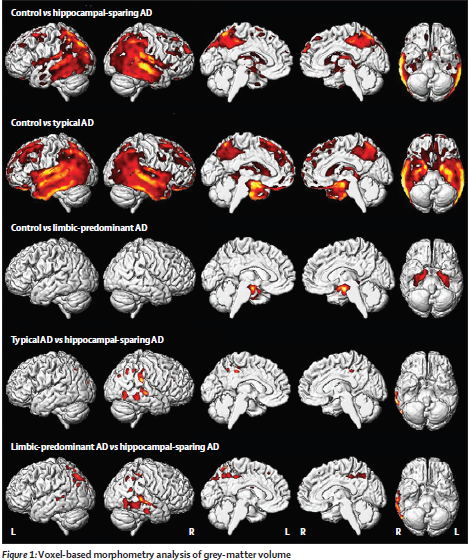 Control vs hippocampal-sparing AD
Control vs typical AD
Control vs limbic-predominant AD
Typical AD vs hippocampal-sparing AD
Limbic-predominant AD vs hippocampal-sparing AD
L R L R R L
Figure 1: Voxel-based morphometry analysis of grey-matter volume